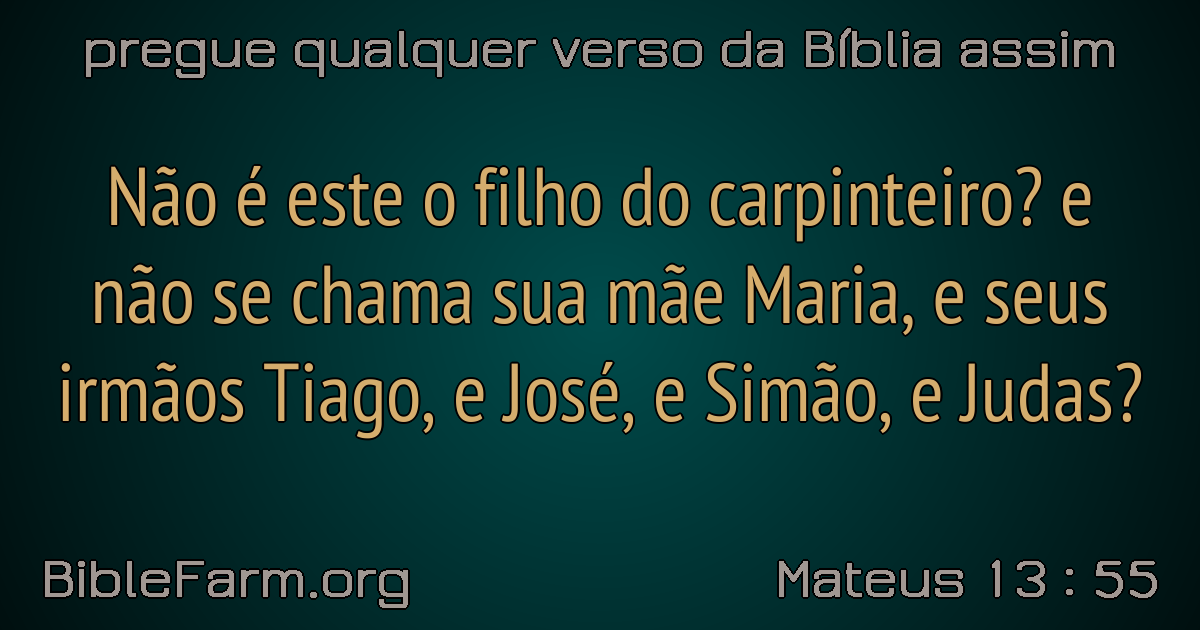 pregue qualquer verso da Bíblia assim
Não é este o filho do carpinteiro? e
não se chama sua mãe Maria, e seus
irmãos Tiago, e José, e Simão, e Judas?
BibleFarm.org
Mateus 13 : 55